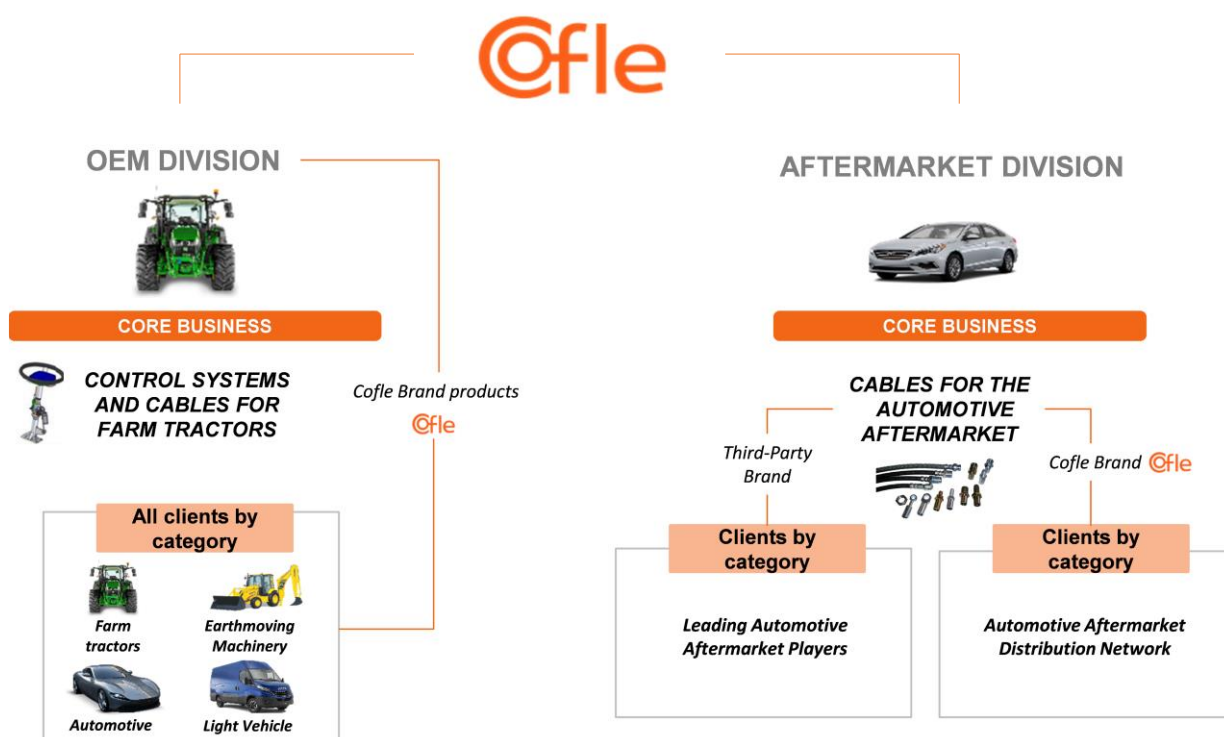 Cofle
OEM DIVISION
CORE BUSINESS
CONTROL SYSTEMS
AND CABLES FOR
FARM TRACTORS
Cofle Brand products
Cofle
All clients by
category
Farm
tractors
Earthmoving
Machinery
Automotive
Light Vehicle
AFTERMARKET DIVISION
CORE BUSINESS
CABLES FOR THE
AUTOMOTIVE
AFTERMARKET
Third-Party
Brand
Cofle Brand Cofle
Clients by
category
Leading Automotive
Aftermarket Players
Clients by
category
Automotive Aftermarket
Distribution Network